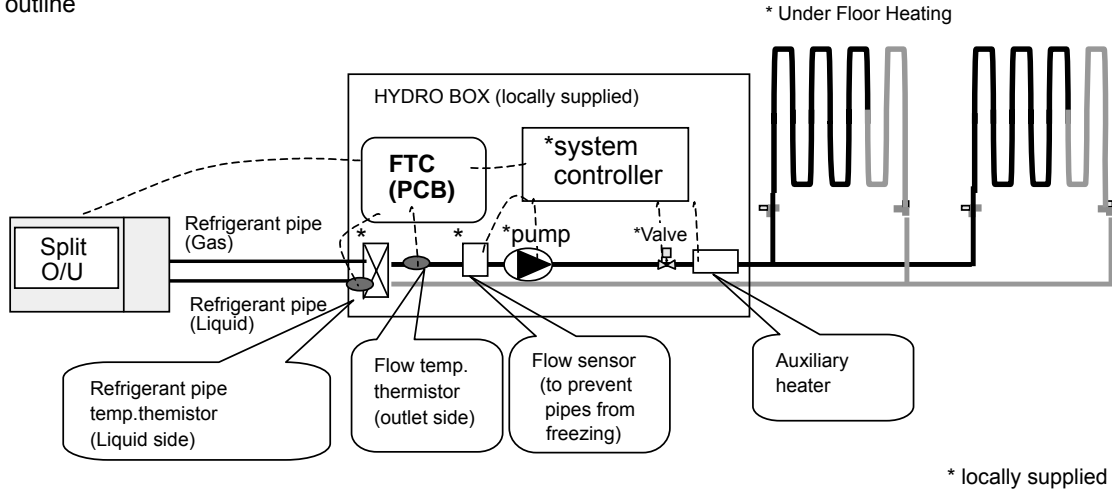 outline
* Under Floor Heating
HYDRO BOX (locally supplied)
FTC
(PCB)
*system
controller
Split
O/U
Refrigerant pipe
(Gas)
Refrigerant pipe
(Liquid)
*
*
*pump
*Valve
Refrigerant pipe
temp.themistor
(Liquid side)
Flow temp.
thermistor
(outlet side)
Flow sensor
(to prevent
pipes from
freezing)
Auxiliary
heater
* locally supplied